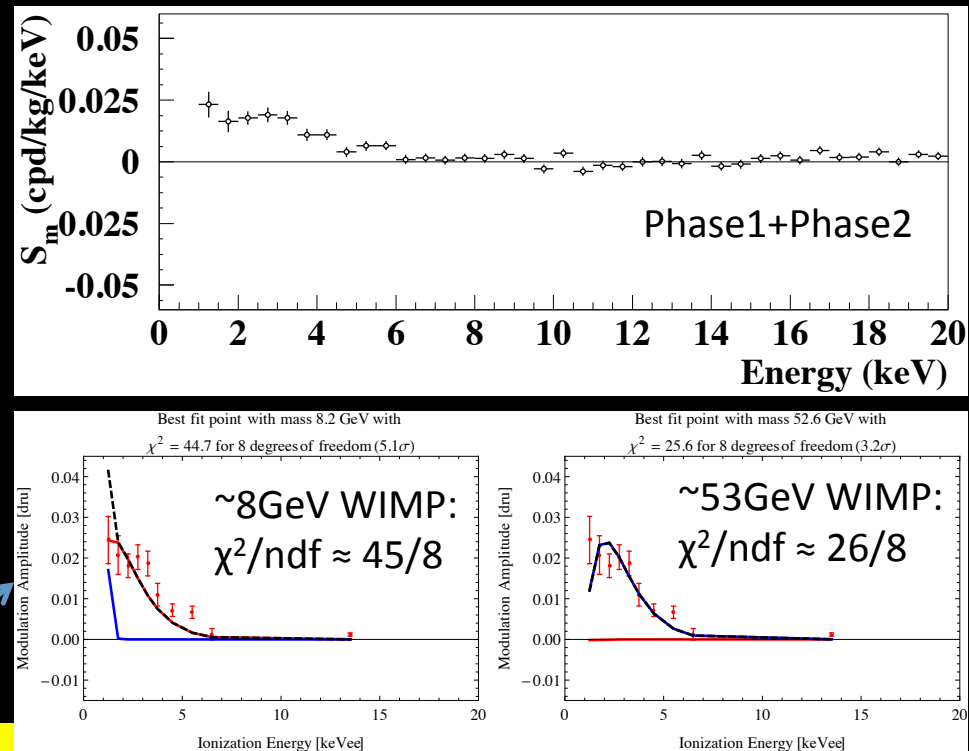 S_m (cpd/kg/keV)
0.05
0.025
0
-0.025
-0.05
Phase1+Phase2
0 2 4 6 8 10 12 14 16 18 20
Energy (keV)
Best fit point with mass 8.2 GeV with
χ² = 44.7 for 8 degrees of freedom (5.1σ)
~8GeV WIMP:
χ²/ndf ≈ 45/8
Modulation Amplitude [dru]
0.04
0.03
0.02
0.01
0.00
−0.01
0 5 10 15 20
Ionization Energy [keVee]
Best fit point with mass 52.6 GeV with
χ² = 25.6 for 8 degrees of freedom (3.2σ)
~53GeV WIMP:
χ²/ndf ≈ 26/8
Modulation Amplitude [dru]
0.04
0.03
0.02
0.01
0.00
−0.01
0 5 10 15 20
Ionization Energy [keVee]